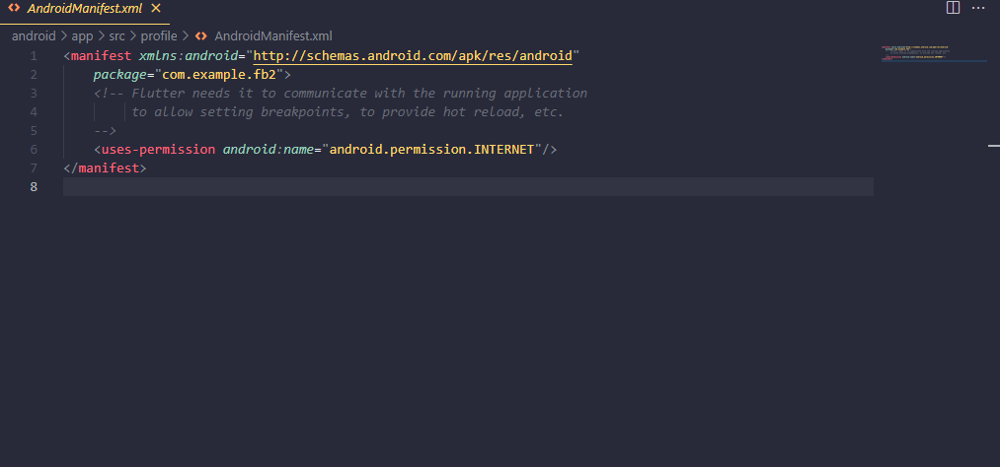 AndroidManifest.xml
android > app > src > profile > AndroidManifest.xml
1 <manifest xmlns:android="http://schemas.android.com/apk/res/android"
2     package="com.example.fb2">
3     <!-- Flutter needs it to communicate with the running application
4          to allow setting breakpoints, to provide hot reload, etc.
5     -->
6     <uses-permission android:name="android.permission.INTERNET"/>
7 </manifest>
8